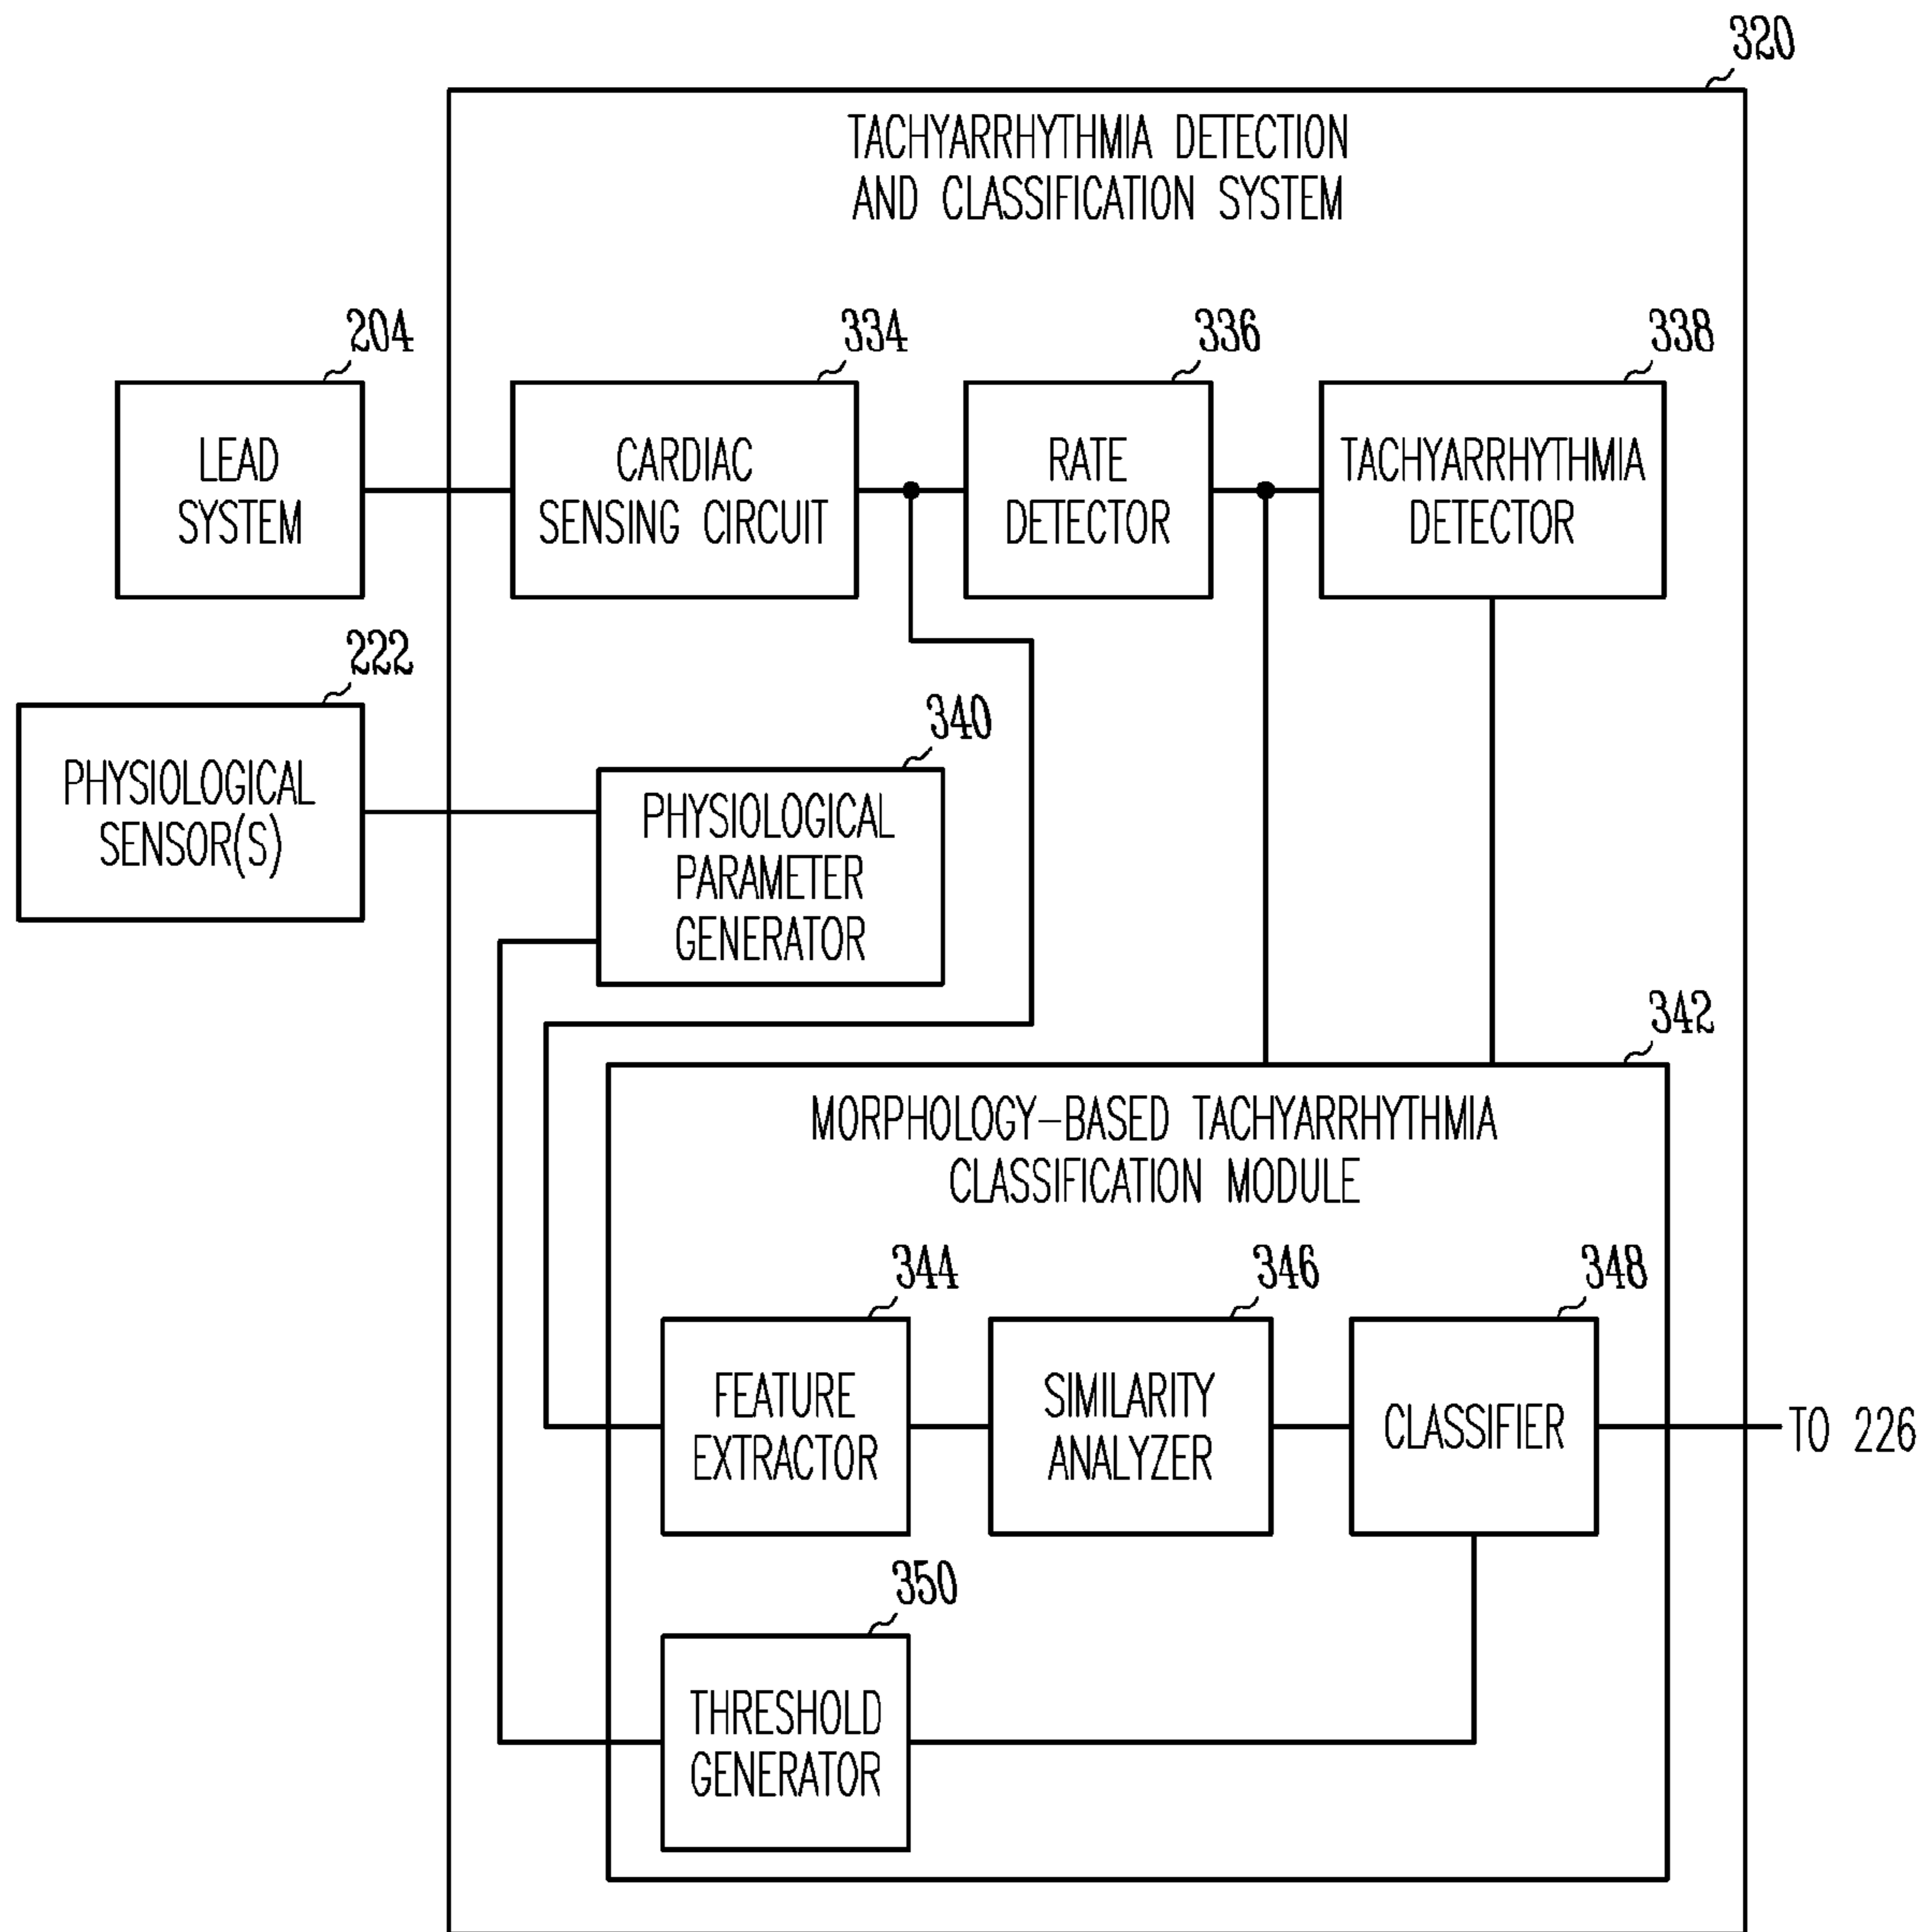 320
TACHYARRHYTHMIA DETECTION
AND CLASSIFICATION SYSTEM
204
334
336
338
LEAD
SYSTEM
CARDIAC
SENSING CIRCUIT
RATE
DETECTOR
TACHYARRHYTHMIA
DETECTOR
222
PHYSIOLOGICAL
SENSOR(S)
340
PHYSIOLOGICAL
PARAMETER
GENERATOR
342
MORPHOLOGY-BASED TACHYARRHYTHMIA
CLASSIFICATION MODULE
344
346
348
FEATURE
EXTRACTOR
SIMILARITY
ANALYZER
CLASSIFIER
TO 226
350
THRESHOLD
GENERATOR